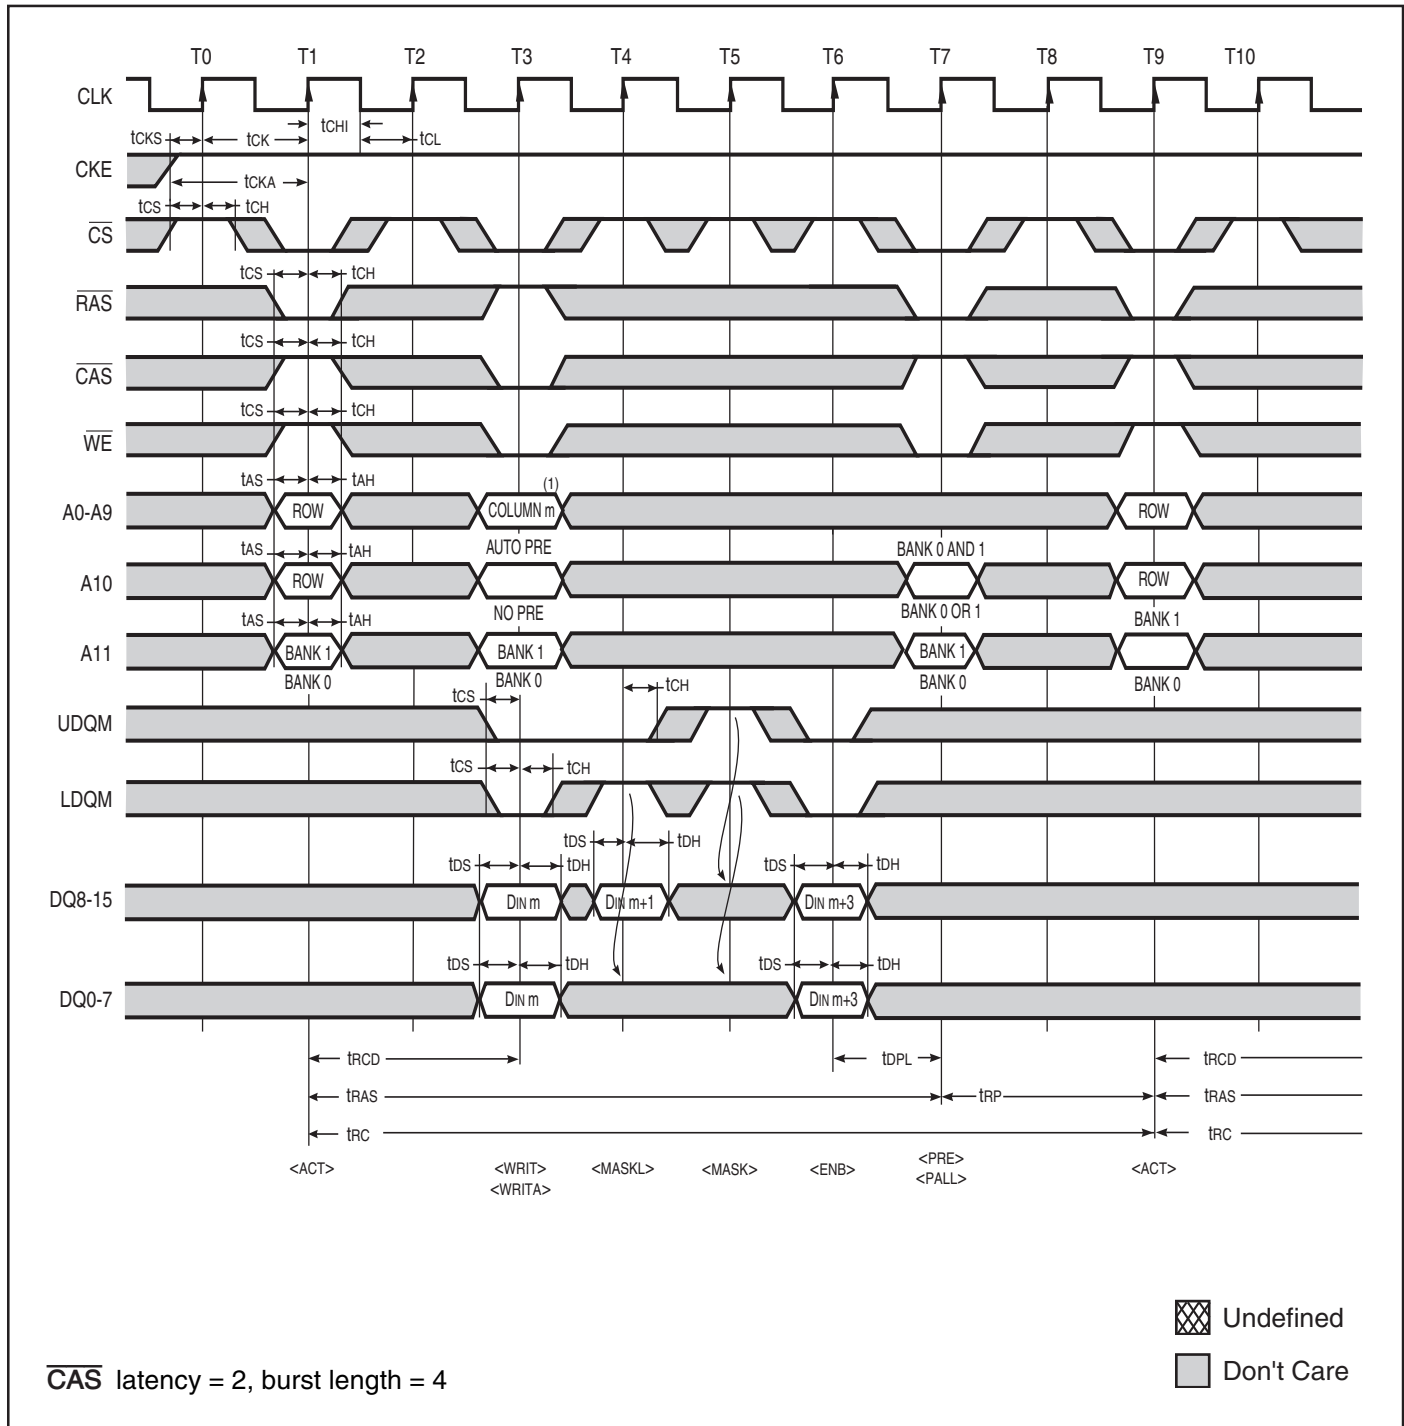 T0 T1 T2 T3 T4 T5 T6 T7 T8 T9 T10
CLK
tCHI
tCKS tCK tCL
CKE
tCKA
tCS tCH
CS
tCS tCH
RAS
tCS tCH
CAS
tCS tCH
WE
tAS tAH (1)
A0-A9 ROW COLUMN m ROW
tAS tAH AUTO PRE BANK 0 AND 1
A10 ROW ROW
NO PRE BANK 0 OR 1 BANK 1
tAS tAH
A11 BANK 1 BANK 1 BANK 1
BANK 0 BANK 0 BANK 0 BANK 0
tCS tCH
UDQM
tCS tCH
LDQM
tDS tDH
tDS tDH tDS tDH
DQ8-15 DIN m DIN m+1 DIN m+3
tDS tDH tDS tDH
DQ0-7 DIN m DIN m+3
tRCD tDPL tRCD
tRAS tRP tRAS
tRC tRC
<ACT> <WRIT> <MASKL> <MASK> <ENB> <PRE> <ACT>
<WRITA> <PALL>
Undefined
Don't Care
CAS latency = 2, burst length = 4